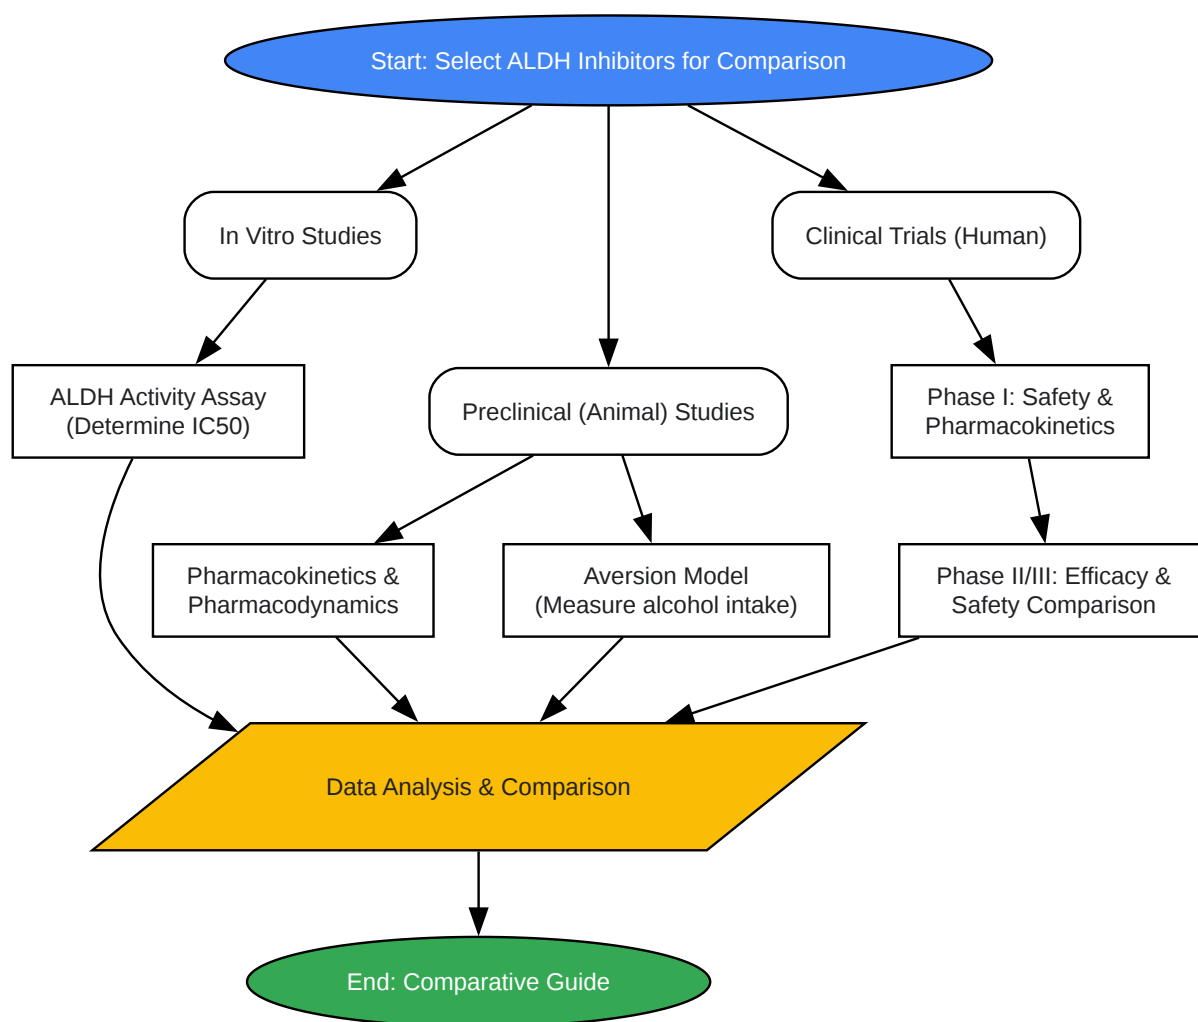 Start: Select ALDH Inhibitors for Comparison
In Vitro Studies
Clinical Trials (Human)
ALDH Activity Assay
(Determine IC50)
Preclinical (Animal) Studies
Phase I: Safety &
Pharmacokinetics
Pharmacokinetics &
Pharmacodynamics
Aversion Model
(Measure alcohol intake)
Phase II/III: Efficacy &
Safety Comparison
Data Analysis & Comparison
End: Comparative Guide